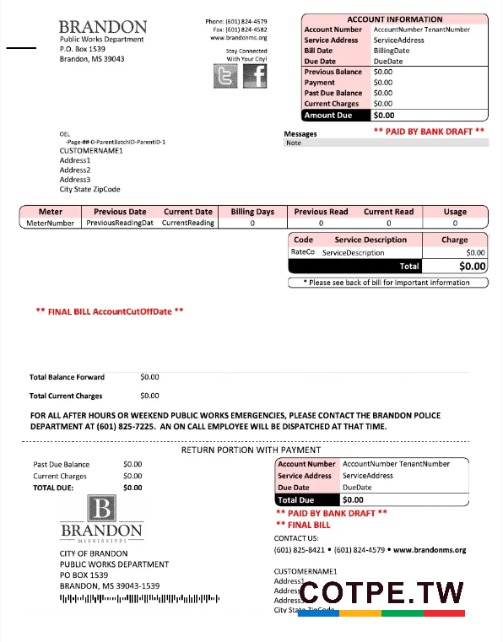 BRANDON
Public Works Department
P.O. Box 1539
Brandon, MS 39043
Phone: (601) 824-4579
Fax: (601) 824-4582
www.brandonms.org
Stay Connected
With Your City!
ACCOUNT INFORMATION
Account Number AccountNumber TenantNumber
Service Address ServiceAddress
Bill Date BillingDate
Due Date DueDate
Previous Balance $0.00
Payment $0.00
Past Due Balance $0.00
Current Charges $0.00
Amount Due $0.00
OEL
-Page-##-D-ParentBatchID-ParentID-1
CUSTOMERNAME1
Address1
Address2
Address3
City State ZipCode
Messages ** PAID BY BANK DRAFT **
Note
Meter Previous Date Current Date Billing Days Previous Read Current Read Usage
MeterNumber PreviousReadingDat CurrentReading 0 0 0 0
Code Service Description Charge
RateCo ServiceDescription $0.00
Total $0.00
* Please see back of bill for important information
** FINAL BILL AccountCutOffDate **
Total Balance Forward $0.00
Total Current Charges $0.00
FOR ALL AFTER HOURS OR WEEKEND PUBLIC WORKS EMERGENCIES, PLEASE CONTACT THE BRANDON POLICE
DEPARTMENT AT (601) 825-7225. AN ON CALL EMPLOYEE WILL BE DISPATCHED AT THAT TIME.
RETURN PORTION WITH PAYMENT
Past Due Balance $0.00
Current Charges $0.00
TOTAL DUE: $0.00
B
BRANDON
MISSISSIPPI
CITY OF BRANDON
PUBLIC WORKS DEPARTMENT
PO BOX 1539
BRANDON, MS 39043-1539
Account Number AccountNumber TenantNumber
Service Address ServiceAddress
Due Date DueDate
Total Due $0.00
** PAID BY BANK DRAFT **
** FINAL BILL
CONTACT US:
(601) 825-8421 • (601) 824-4579 • www.brandonms.org
CUSTOMERNAME1
Address1
Address2
Address3
City State ZipCode
COTPE.TW